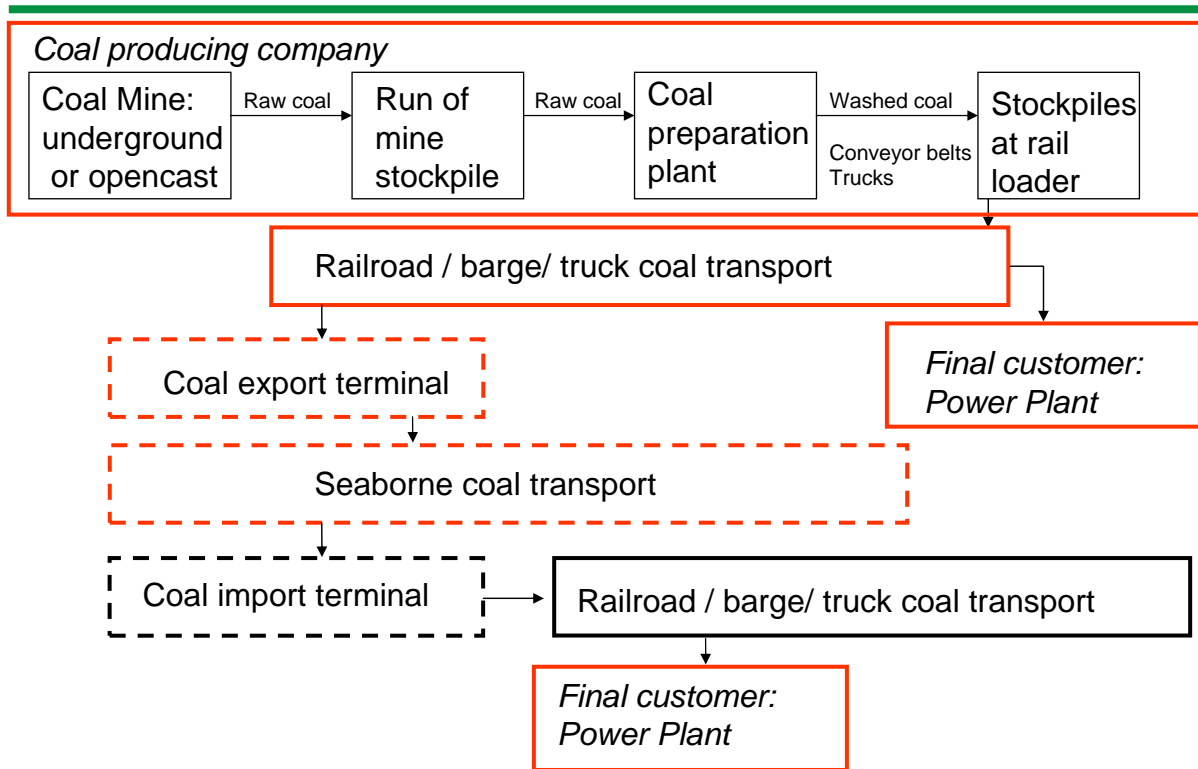 Coal producing company
Coal Mine:
underground
or opencast
Raw coal
Run of
mine
stockpile
Raw coal
Coal
preparation
plant
Washed coal
Conveyor belts
Trucks
Stockpiles
at rail
loader
Railroad / barge/ truck coal transport
Final customer:
Power Plant
Coal export terminal
Seaborne coal transport
Coal import terminal
Railroad / barge/ truck coal transport
Final customer:
Power Plant